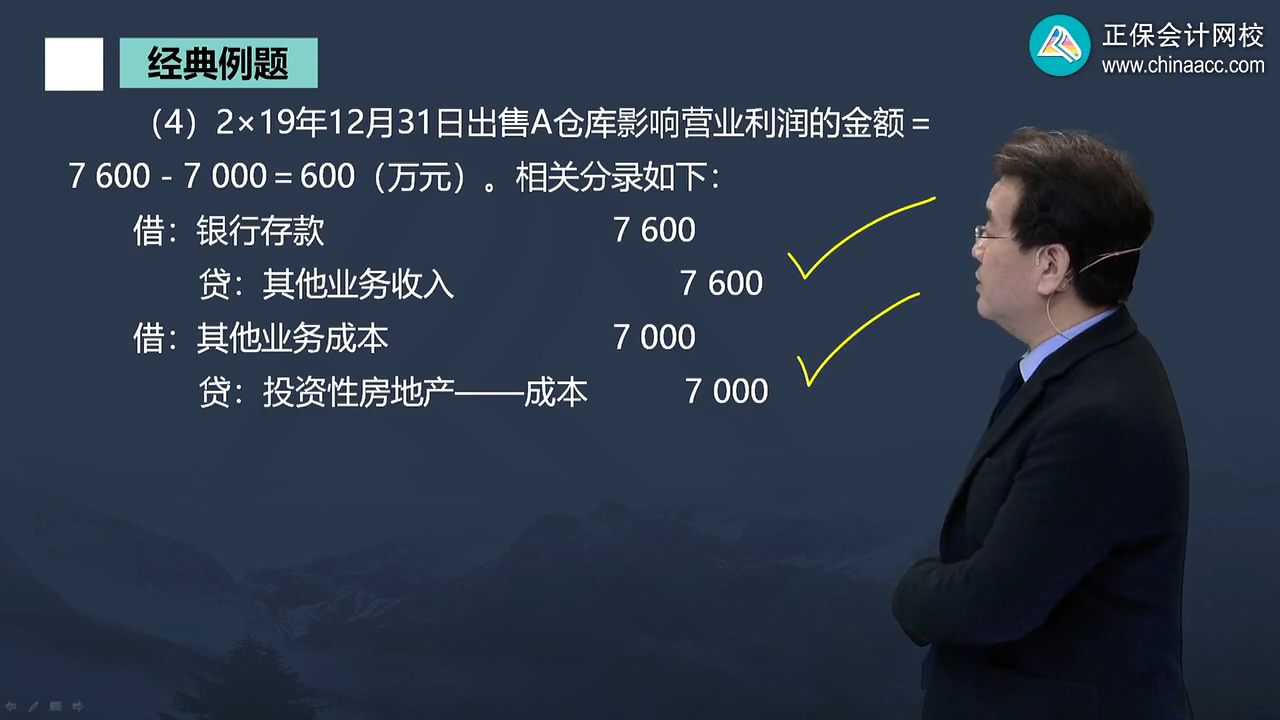 正保会计网校
www.chinaacc.com
经典例题
（4）2×19年12月31日出售A仓库影响营业利润的金额＝
7 600－7 000＝600（万元）。相关分录如下：
借：银行存款 7 600
贷：其他业务收入 7 600
借：其他业务成本 7 000
贷：投资性房地产——成本 7 000